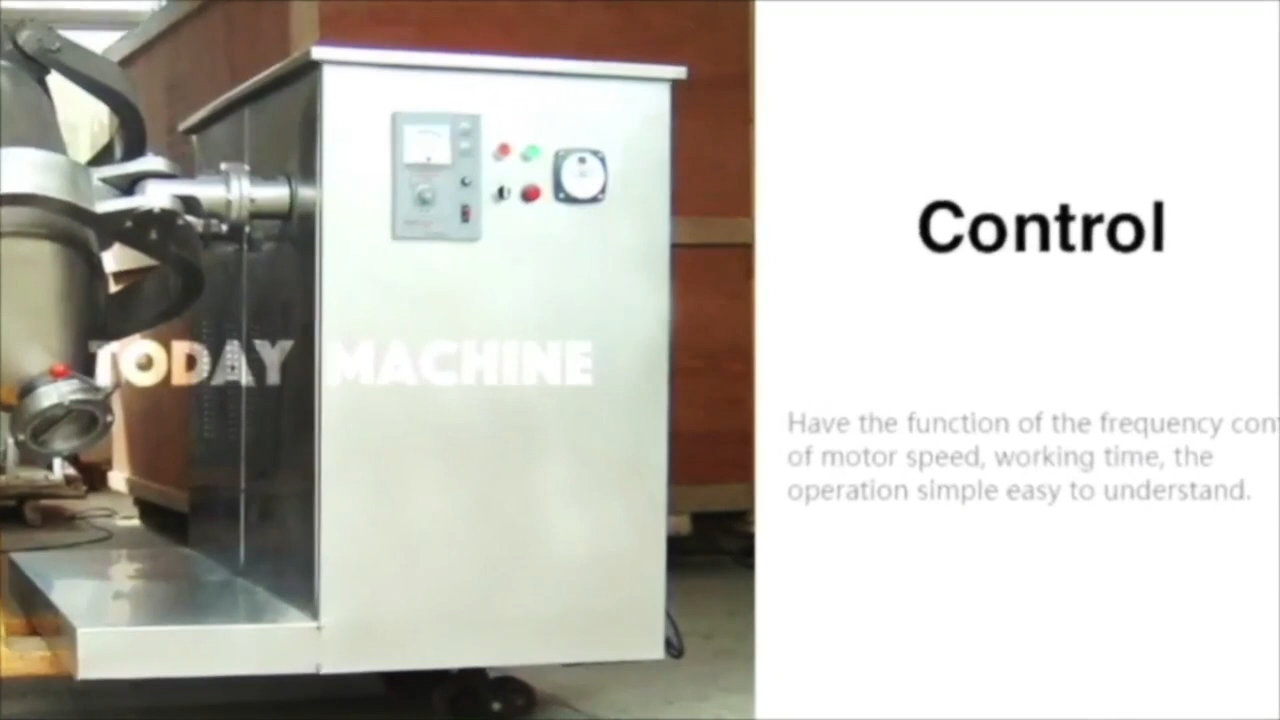 TODAY MACHINE
Control
Have the function of the frequency con
of motor speed, working time, the
operation simple easy to understand.